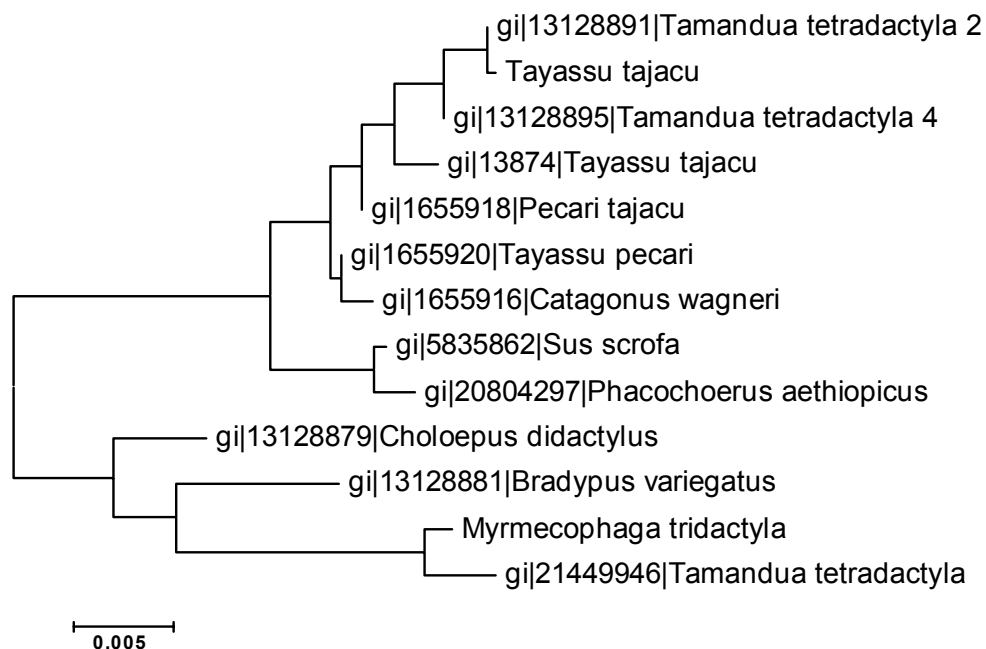 gi|13128891|Tamandua tetradactyla 2
Tayassu tajacu
gi|13128895|Tamandua tetradactyla 4
gi|13874|Tayassu tajacu
gi|1655918|Pecari tajacu
gi|1655920|Tayassu pecari
gi|1655916|Catagonus wagneri
gi|5835862|Sus scrofa
gi|20804297|Phacochoerus aethiopicus
gi|13128879|Choloepus didactylus
gi|13128881|Bradypus variegatus
Myrmecophaga tridactyla
gi|21449946|Tamandua tetradactyla
0.005